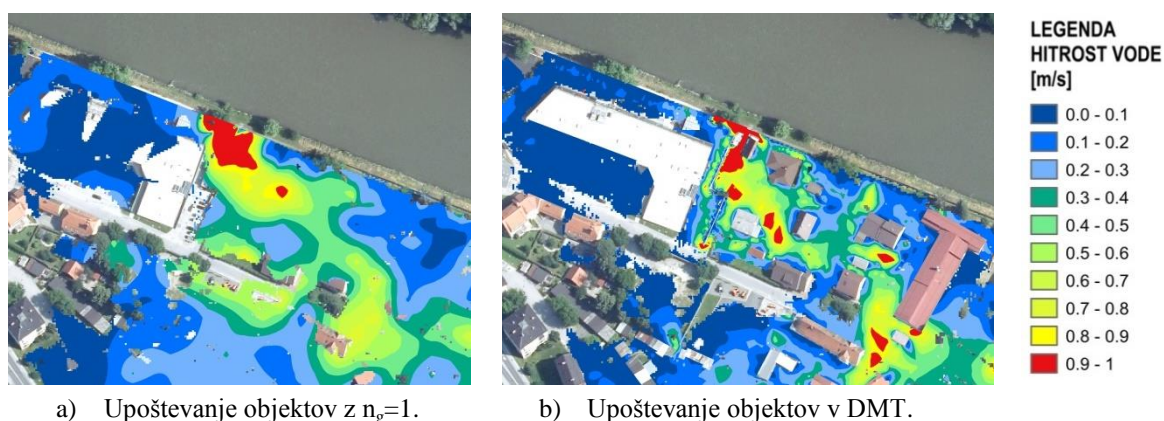 LEGENDA
HITROST VODE
[m/s]
0.0 - 0.1
0.1 - 0.2
0.2 - 0.3
0.3 - 0.4
0.4 - 0.5
0.5 - 0.6
0.6 - 0.7
0.7 - 0.8
0.8 - 0.9
0.9 - 1
a) Upoštevanje objektov z ng=1.
b) Upoštevanje objektov v DMT.